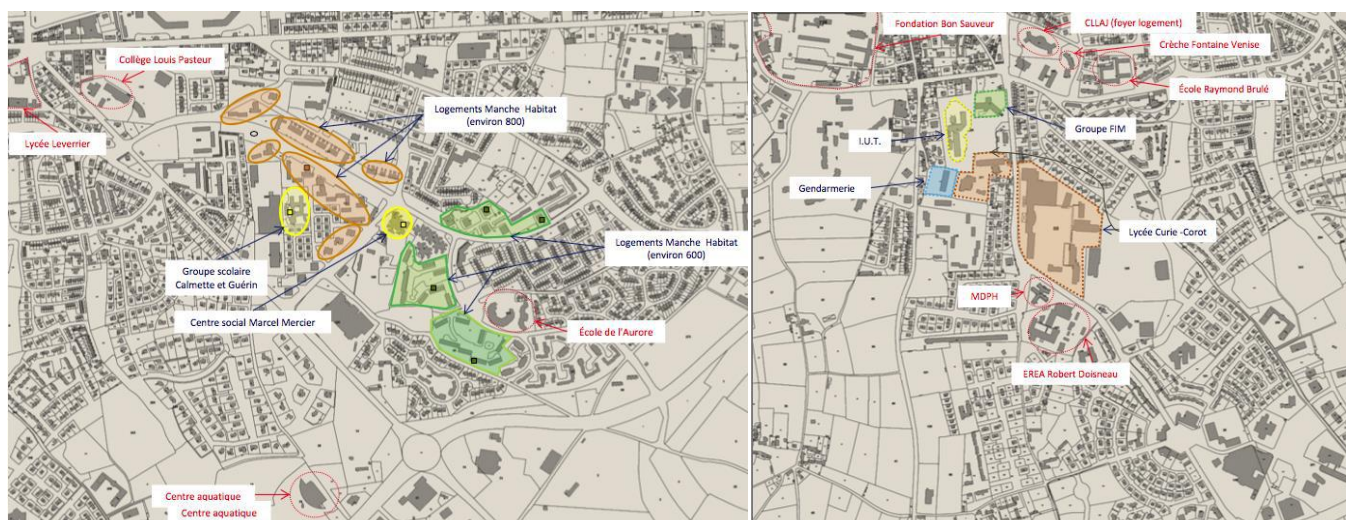 Collège Louis Pasteur
Lycée Leverrier
Logements Manche Habitat
(environ 800)
Groupe scolaire
Calmette et Guérin
Centre social Marcel Mercier
Logements Manche Habitat
(environ 600)
École de l'Aurore
Centre aquatique
Centre aquatique
Fondation Bon Sauveur
CLLAJ (foyer logement)
Crèche Fontaine Venise
École Raymond Brulé
Groupe FIM
I.U.T.
Gendarmerie
Lycée Curie -Corot
MDPH
EREA Robert Doisneau